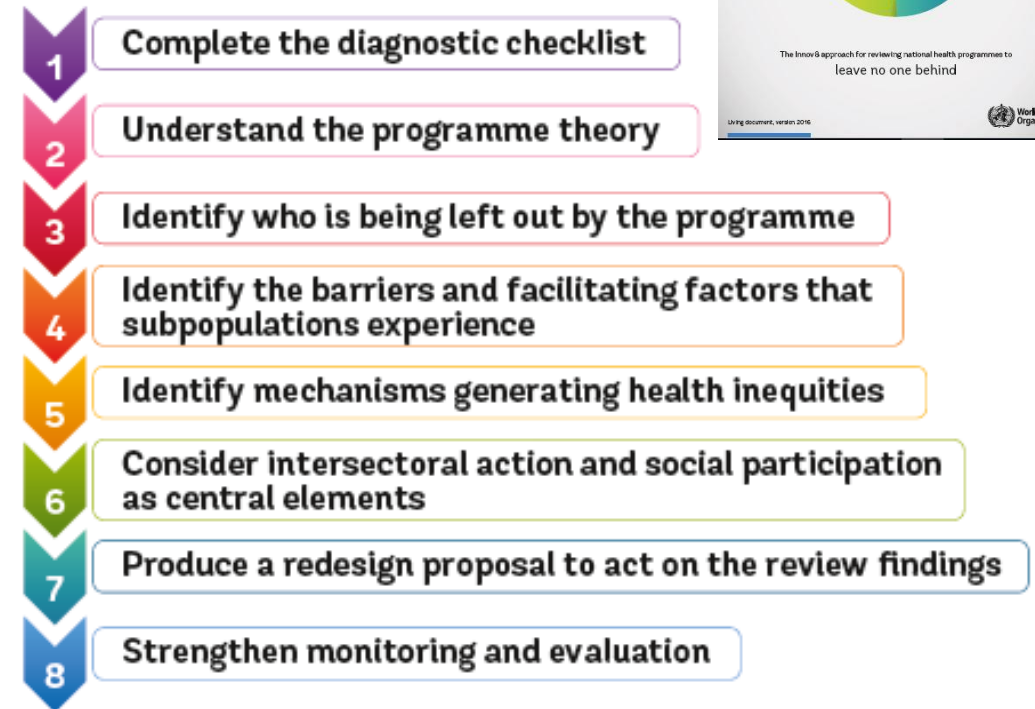 1
Complete the diagnostic checklist
2
Understand the programme theory
3
Identify who is being left out by the programme
4
Identify the barriers and facilitating factors that
subpopulations experience
5
Identify mechanisms generating health inequities
6
Consider intersectoral action and social participation
as central elements
7
Produce a redesign proposal to act on the review findings
8
Strengthen monitoring and evaluation
The Innov8 approach for reviewing national health programmes to
leave no one behind
Living document, version 2016